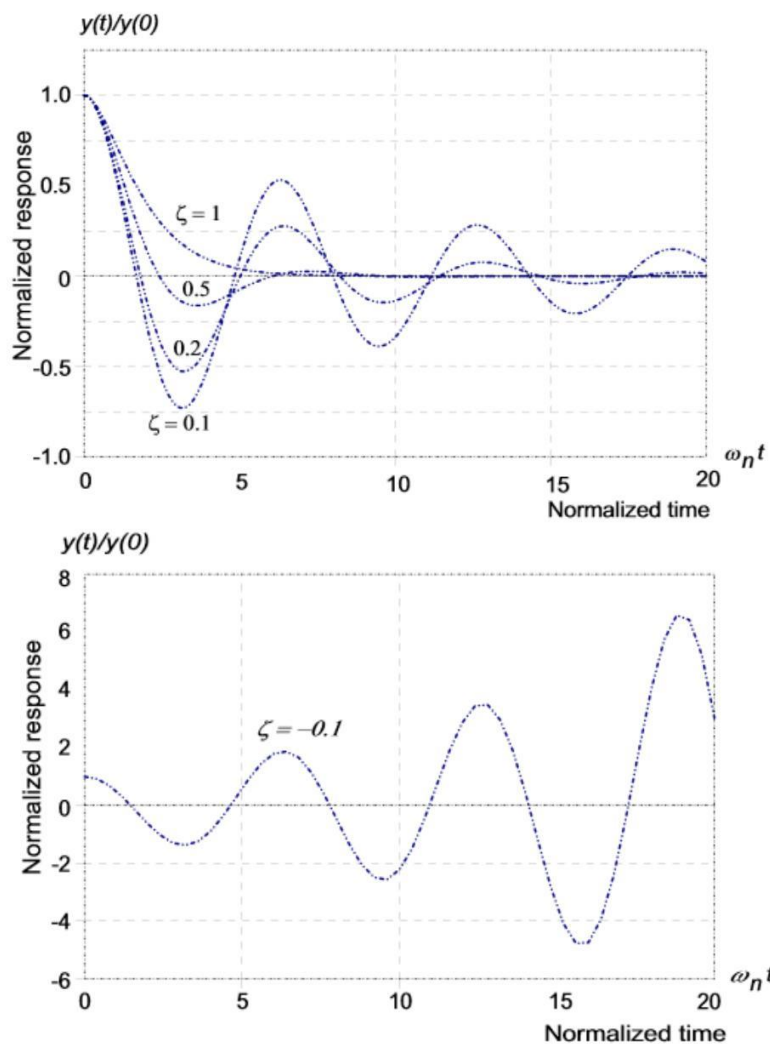 y(t)/y(0)
1.0
0.5
0
-0.5
-1.0
Normalized response
ζ = 1
0.5
0.2
ζ = 0.1
0 5 10 15 20
ωn t
Normalized time
y(t)/y(0)
8
6
4
2
0
-2
-4
-6
Normalized response
ζ = –0.1
0 5 10 15 20
ωn t
Normalized time